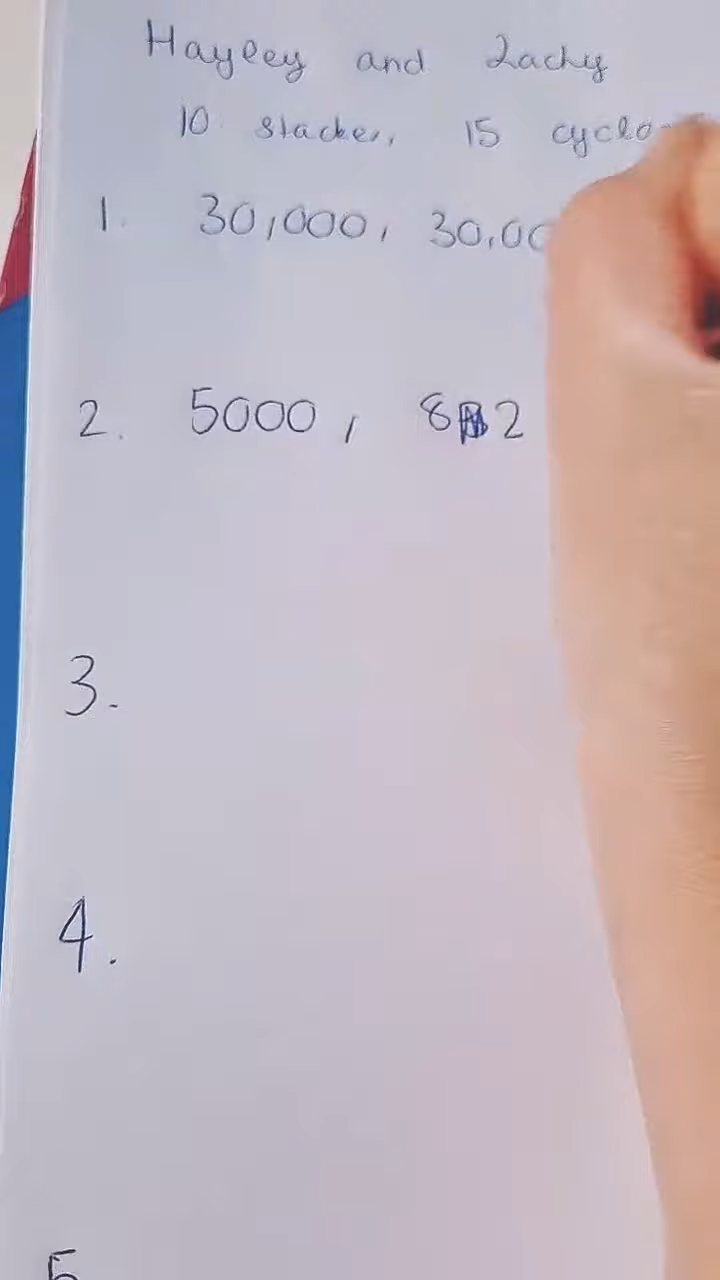 Hayley and Zachy
10 stacker, 15 cyclo
1. 30,000, 30,00
2. 5000, 8 2
3.
4.
5